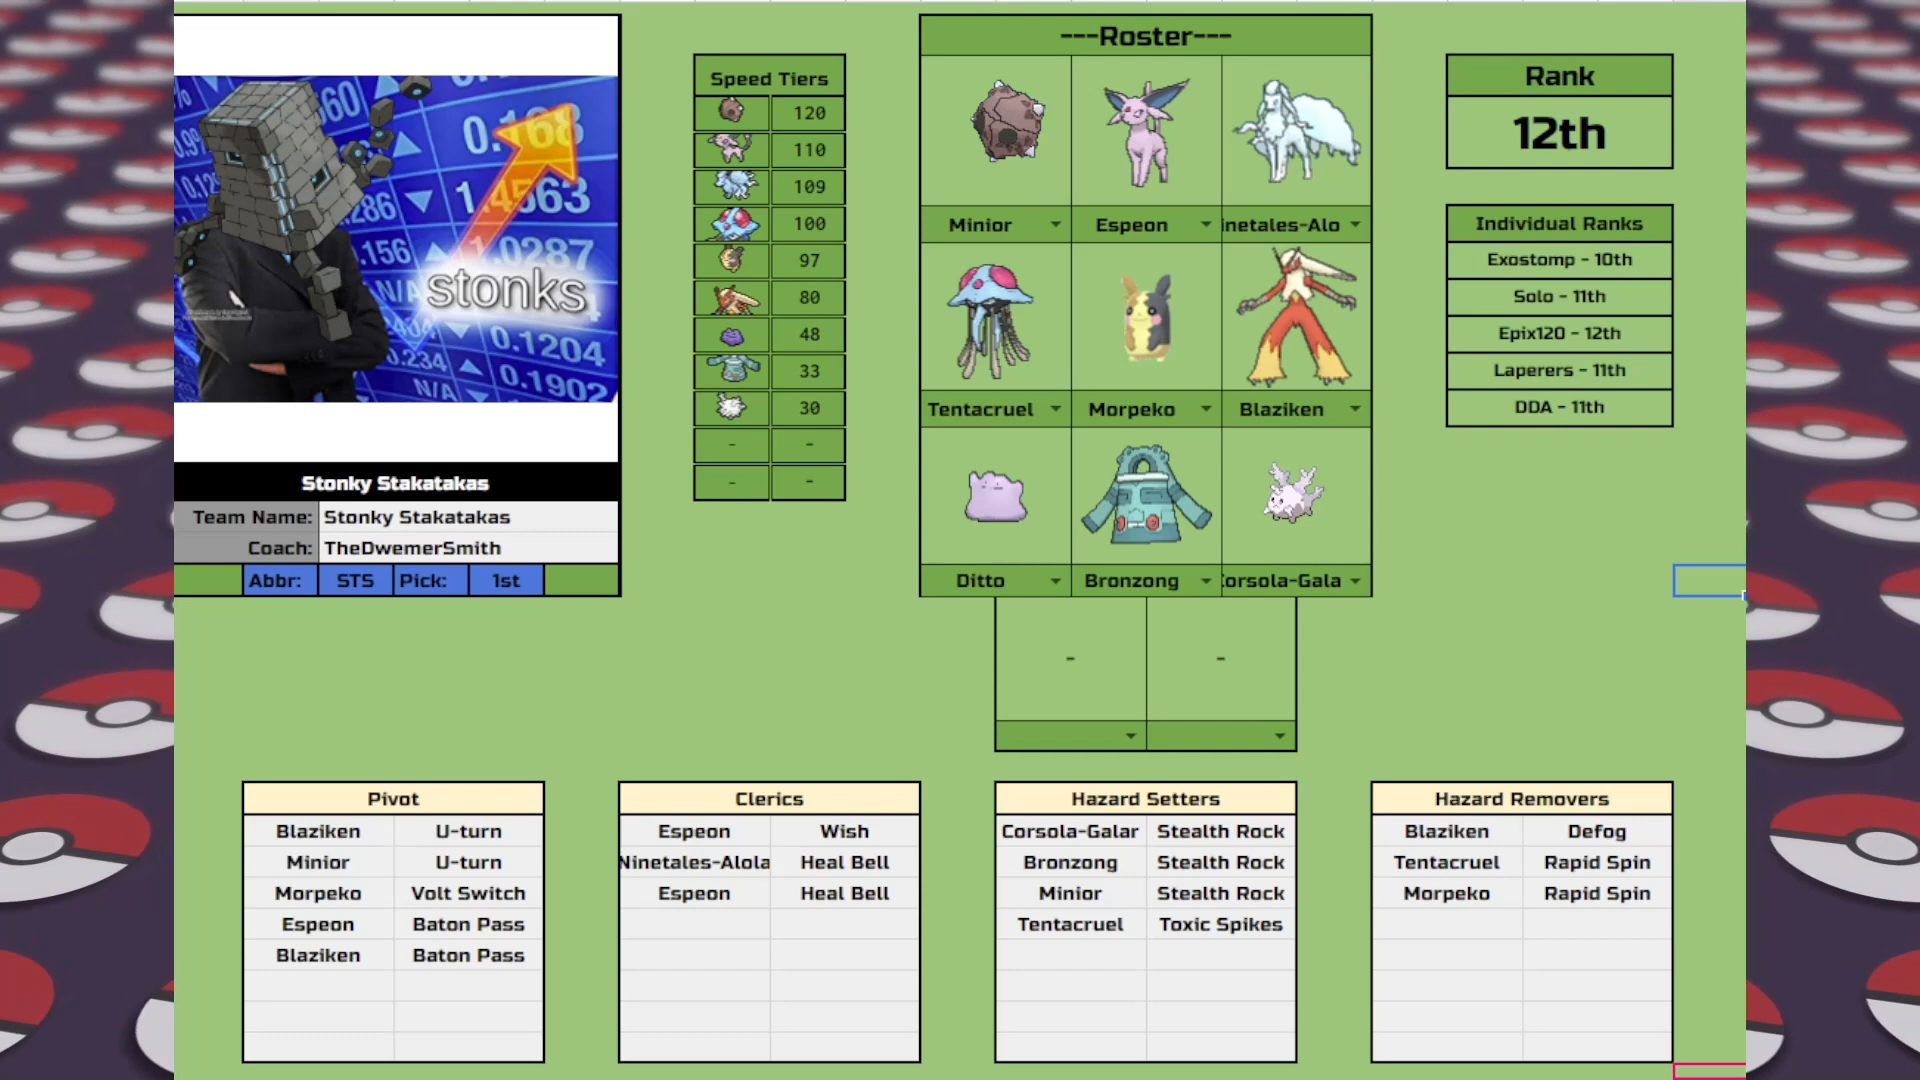 stonks
Stonky Stakatakas
Team Name: Stonky Stakatakas
Coach: TheDwemerSmith
Abbr: STS Pick: 1st
Speed Tiers
120
110
109
100
97
80
48
33
30
- -
- -
---Roster---
Minior Espeon inetales-Alo
Tentacruel Morpeko Blaziken
Ditto Bronzong orsola-Gala
- -
Rank
12th
Individual Ranks
Exostomp - 10th
Solo - 11th
Epix120 - 12th
Laperers - 11th
DDA - 11th
Pivot
Blaziken U-turn
Minior U-turn
Morpeko Volt Switch
Espeon Baton Pass
Blaziken Baton Pass
Clerics
Espeon Wish
Ninetales-Alola Heal Bell
Espeon Heal Bell
Hazard Setters
Corsola-Galar Stealth Rock
Bronzong Stealth Rock
Minior Stealth Rock
Tentacruel Toxic Spikes
Hazard Removers
Blaziken Defog
Tentacruel Rapid Spin
Morpeko Rapid Spin